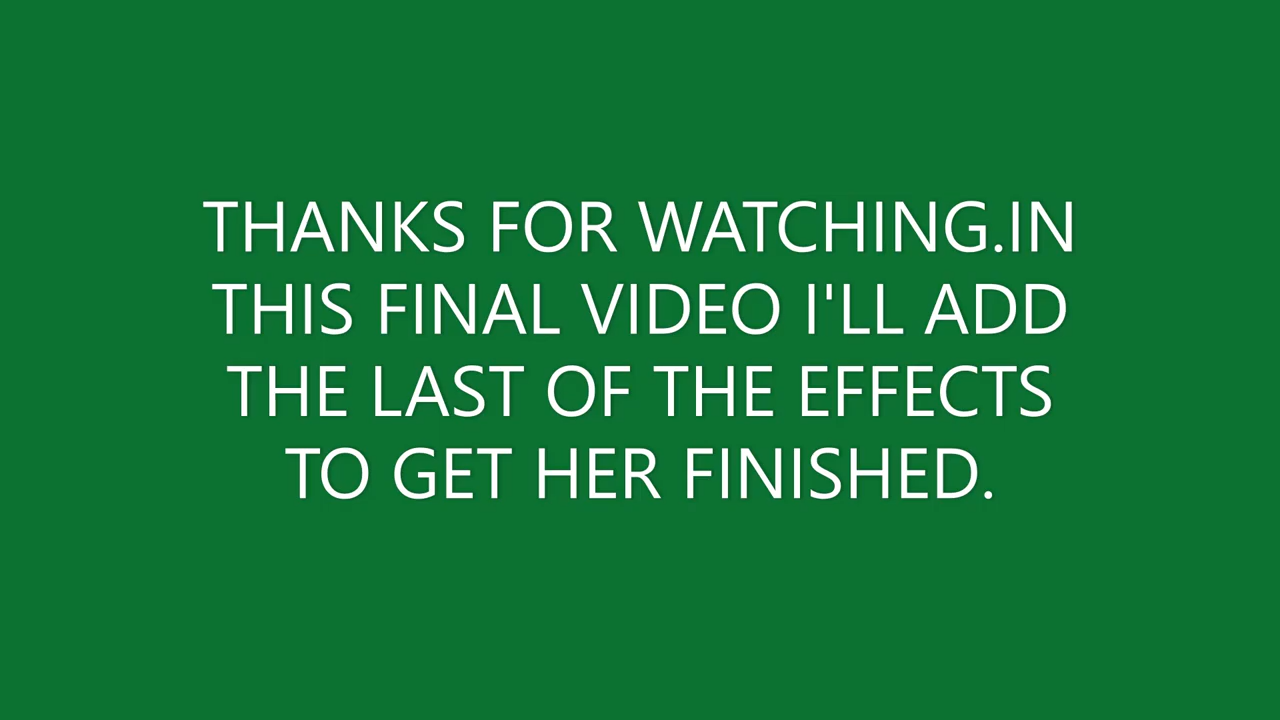 THANKS FOR WATCHING.IN
THIS FINAL VIDEO I'LL ADD
THE LAST OF THE EFFECTS
TO GET HER FINISHED.